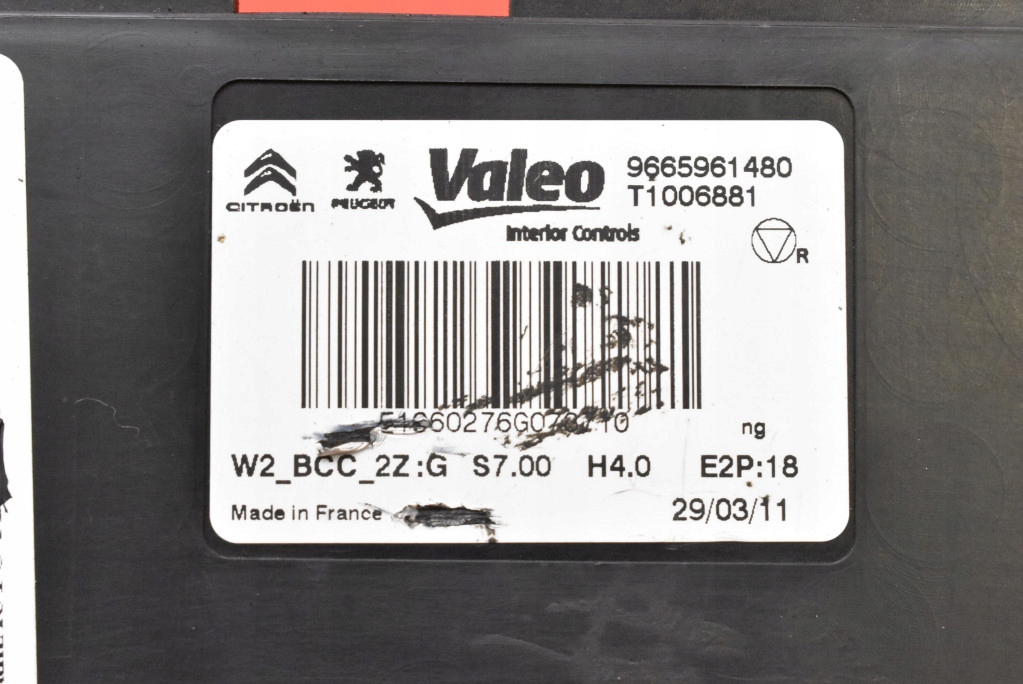 CITROËN PEUGEOT Valeo 9665961480
T1006881
Interior Controls
R
ng
W2_BCC_2Z:G S7.00 H4.0 E2P:18
Made in France 29/03/11